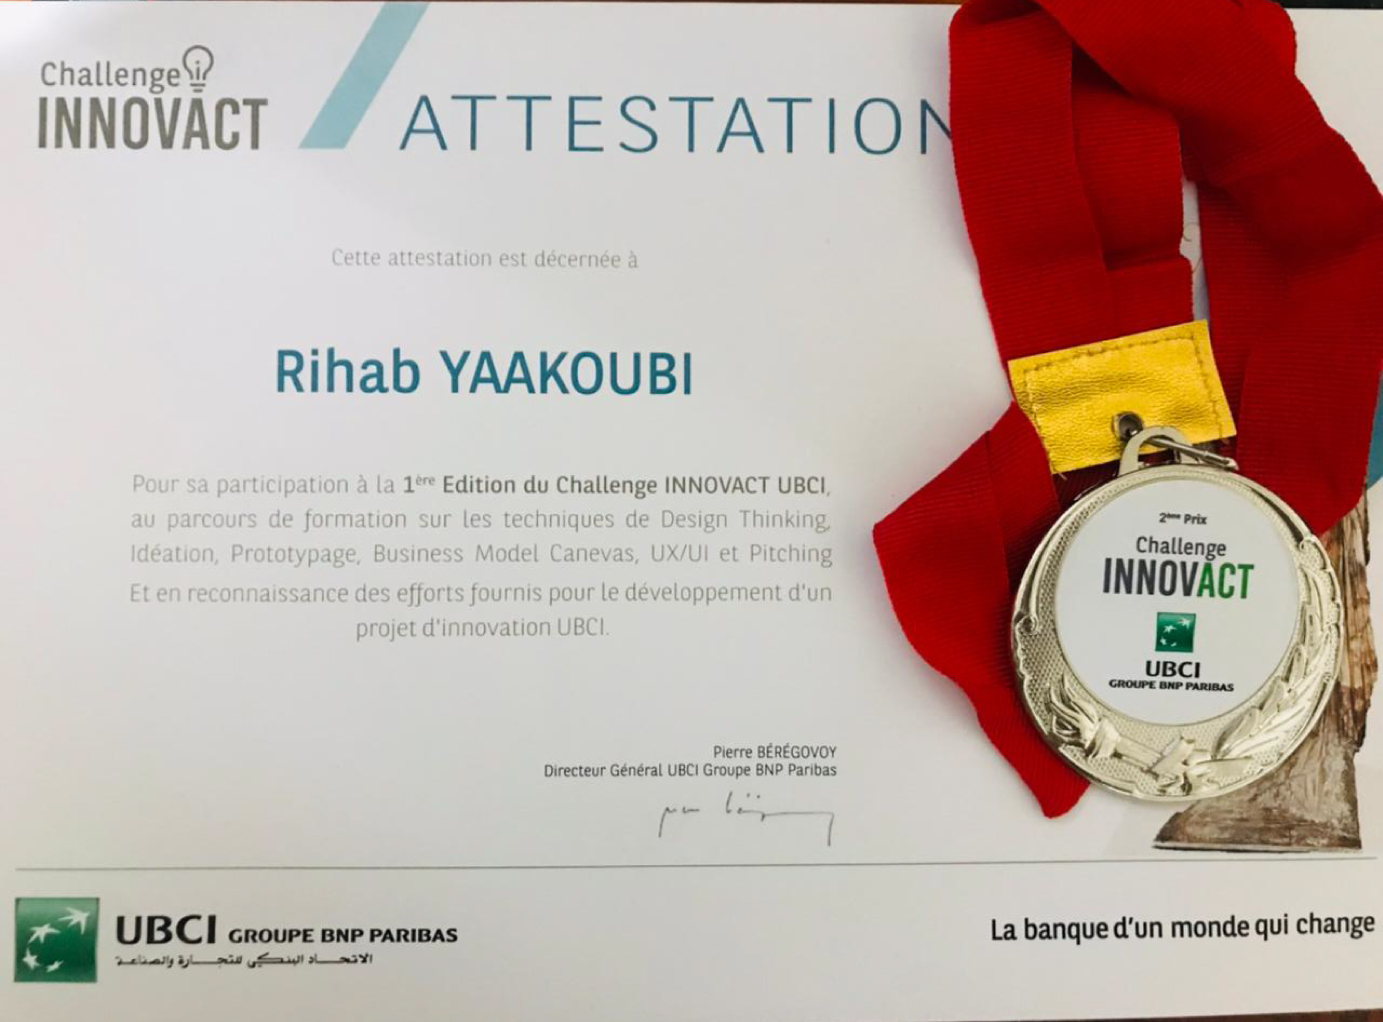 Challenge
INNOVACT
ATTESTATION
Cette attestation est décernée à
Rihab YAAKOUBI
Pour sa participation à la 1ère Edition du Challenge INNOVACT UBCI,
au parcours de formation sur les techniques de Design Thinking,
Idéation, Prototypage, Business Model Canevas, UX/UI et Pitching
Et en reconnaissance des efforts fournis pour le développement d'un
projet d'innovation UBCI.
Pierre BÉRÉGOVOY
Directeur Général UBCI Groupe BNP Paribas
2ème Prix
Challenge
INNOVACT
UBCI
GROUPE BNP PARIBAS
UBCI GROUPE BNP PARIBAS
الاتحاد البنكي للتجارة والصناعة
La banque d'un monde qui change